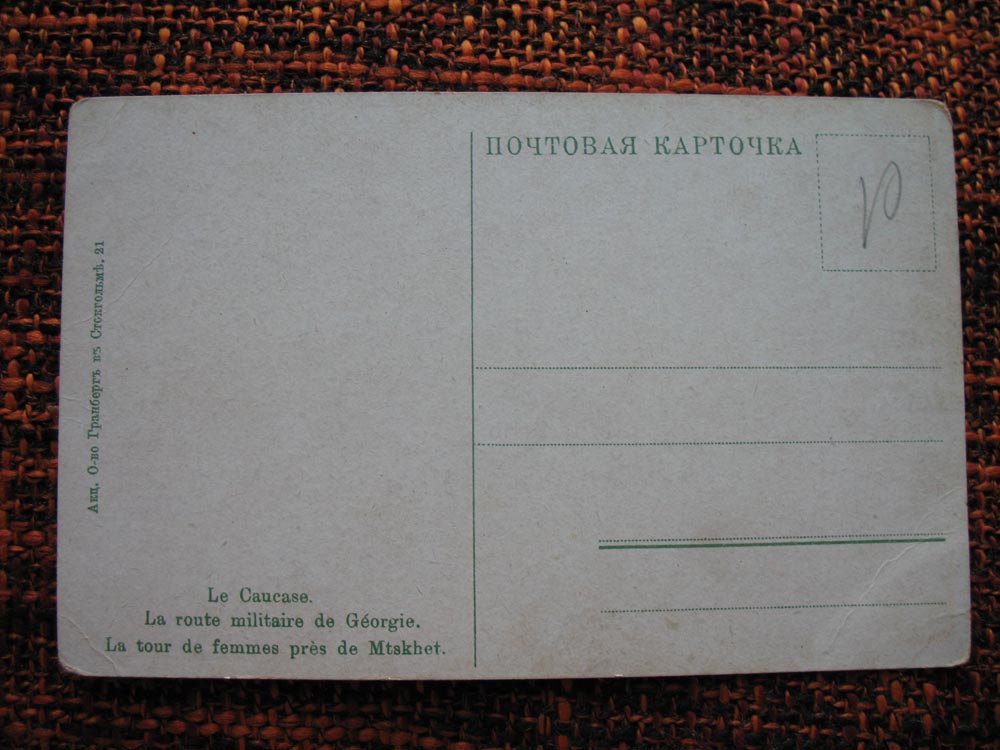 ПОЧТОВАЯ КАРТОЧКА
Акц. О-во Гранбергъ въ Стокгольмѣ. 21
Le Caucase.
La route militaire de Géorgie.
La tour de femmes près de Mtskhet.